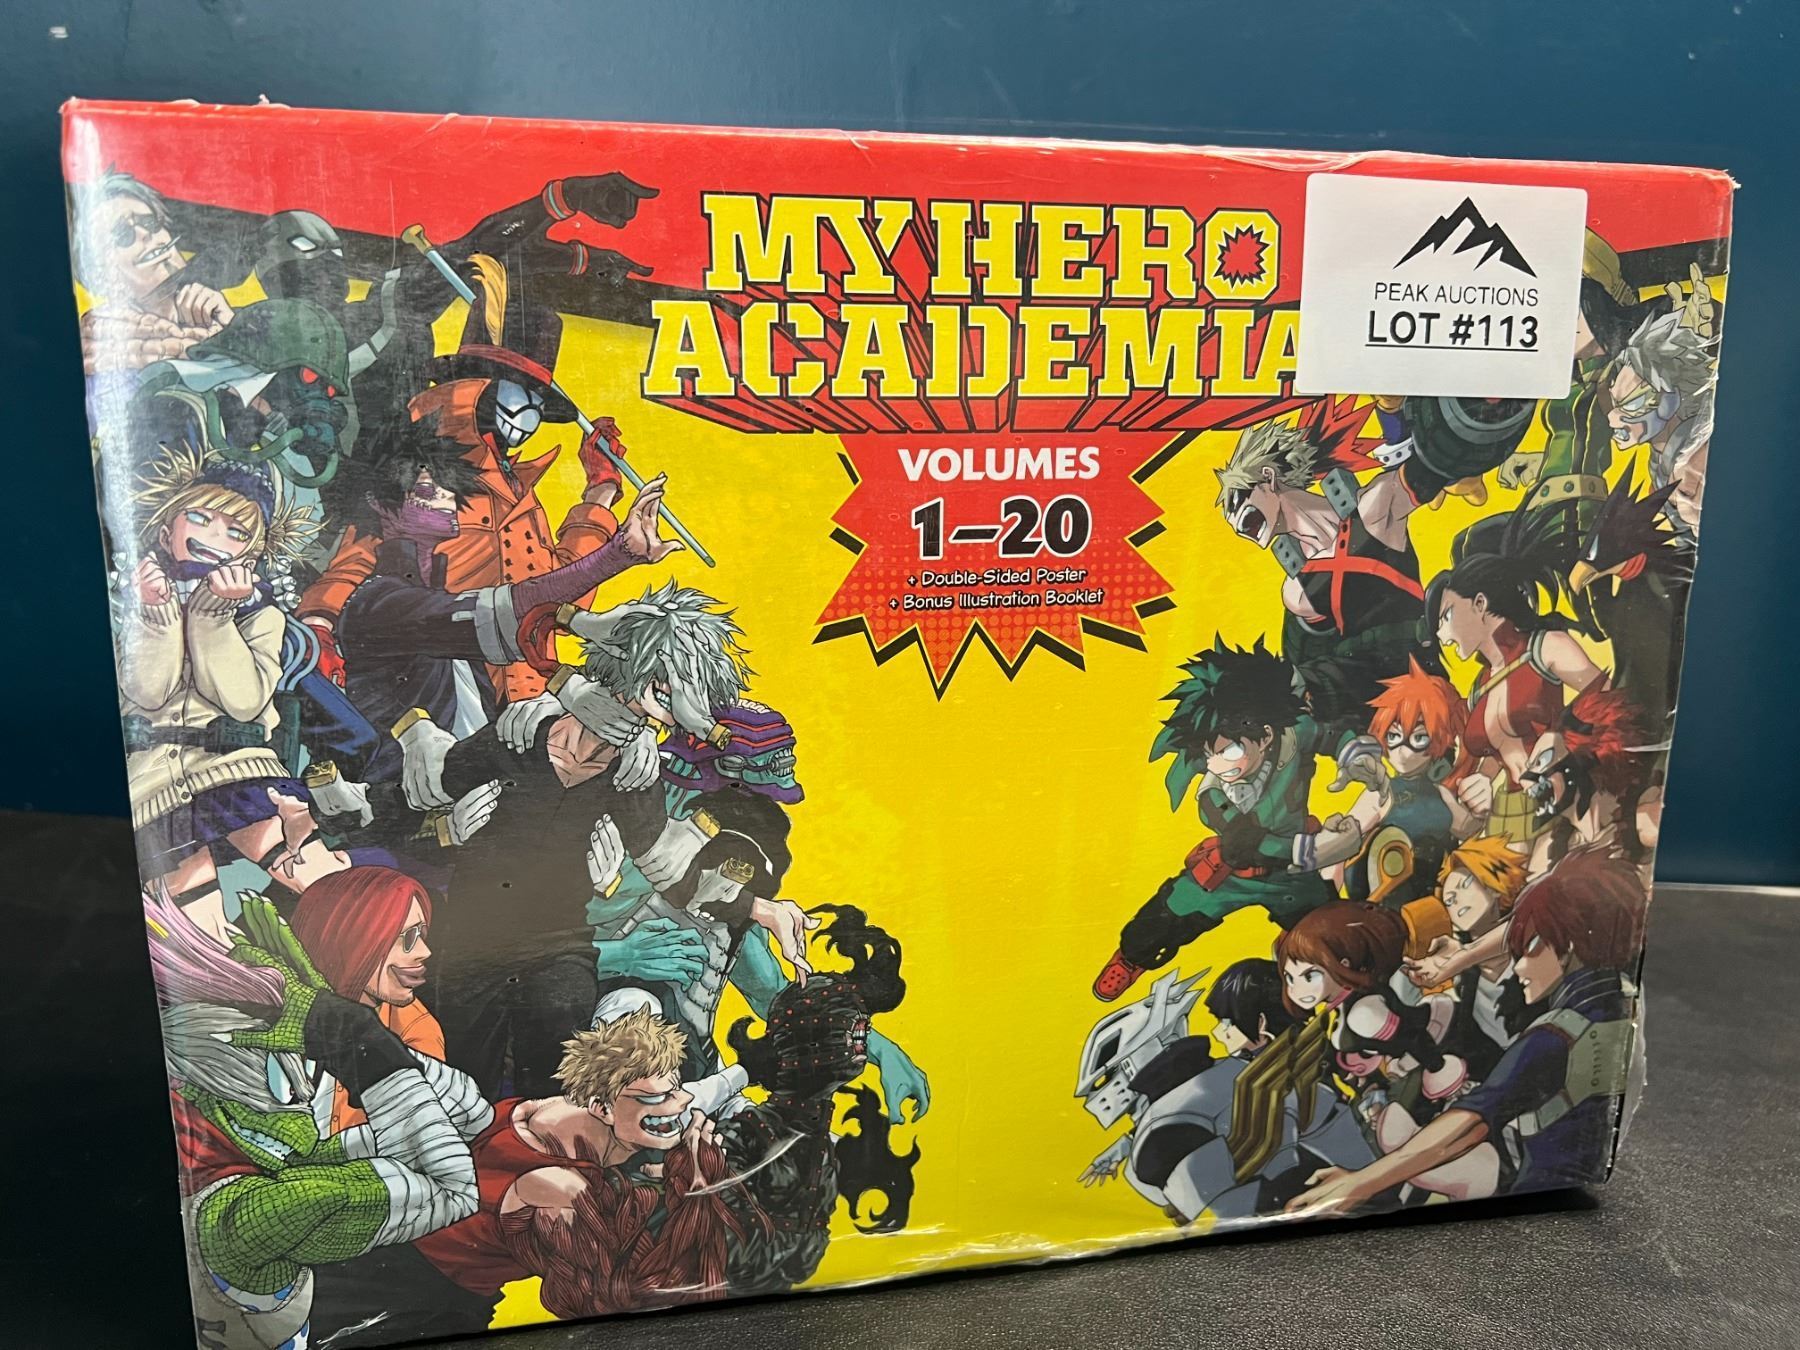 MY HERO
ACADEMIA
VOLUMES
1–20
+ Double-Sided Poster
+ Bonus Illustration Booklet
PEAK AUCTIONS
LOT #113